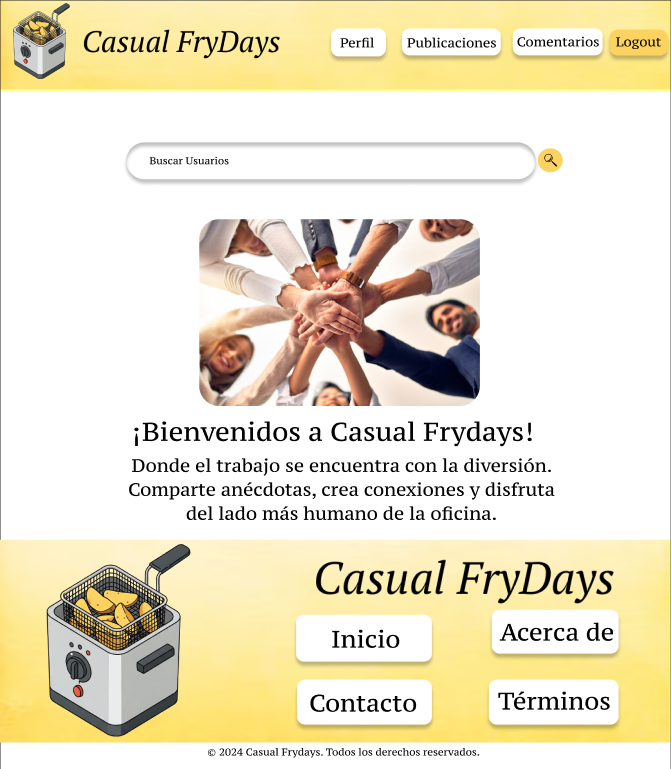 Casual FryDays
Perfil
Publicaciones
Comentarios
Logout
Buscar Usuarios
¡Bienvenidos a Casual Frydays!
Donde el trabajo se encuentra con la diversión.
Comparte anécdotas, crea conexiones y disfruta
del lado más humano de la oficina.
Casual FryDays
Inicio
Acerca de
Contacto
Términos
© 2024 Casual Frydays. Todos los derechos reservados.